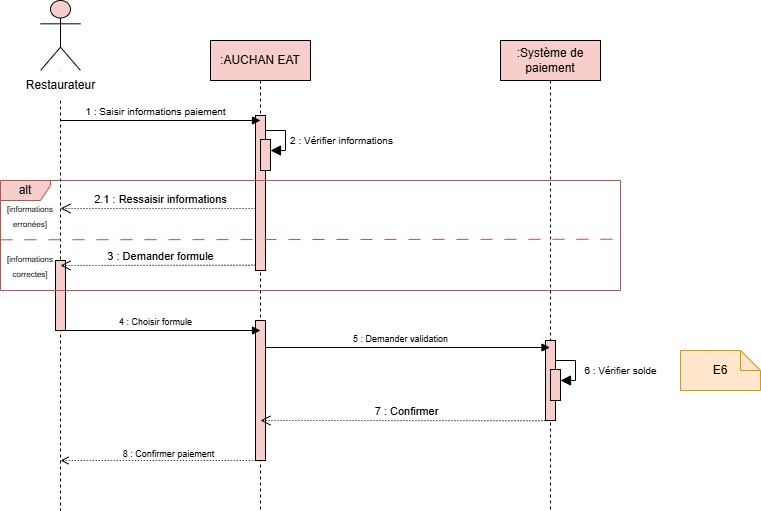 :AUCHAN EAT
:Système de
paiement
Restaurateur
1 : Saisir informations paiement
2 : Vérifier informations
alt
[informations
erronées]
2.1 : Ressaisir informations
[informations
correctes]
3 : Demander formule
4 : Choisir formule
5 : Demander validation
6 : Vérifier solde
E6
7 : Confirmer
8 : Confirmer paiement